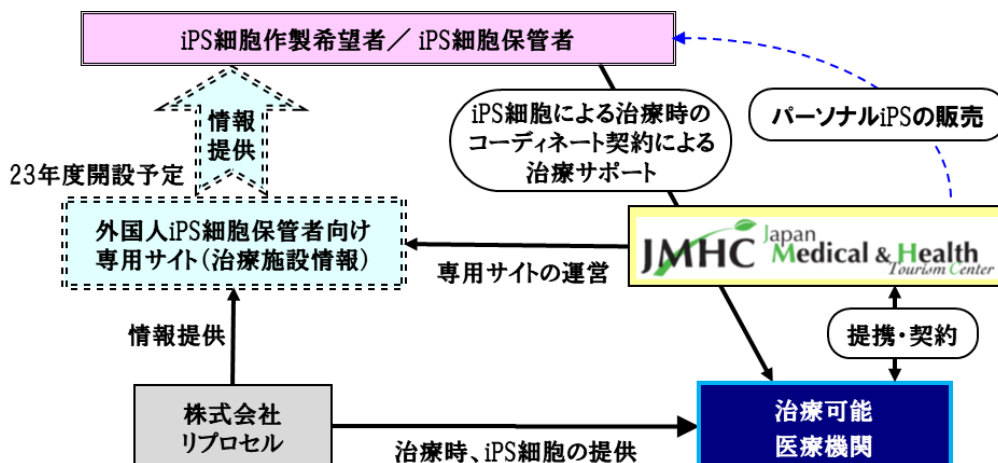 iPS細胞作製希望者／iPS細胞保管者
情報
提供
iPS細胞による治療時の
コーディネート契約による
治療サポート
パーソナルiPSの販売
23年度開設予定
外国人iPS細胞保管者向け
専用サイト(治療施設情報)
専用サイトの運営
JMHC Japan
Medical & Health
Tourism Center
情報提供
提携・契約
株式会社
リプロセル
治療時、iPS細胞の提供
治療可能
医療機関